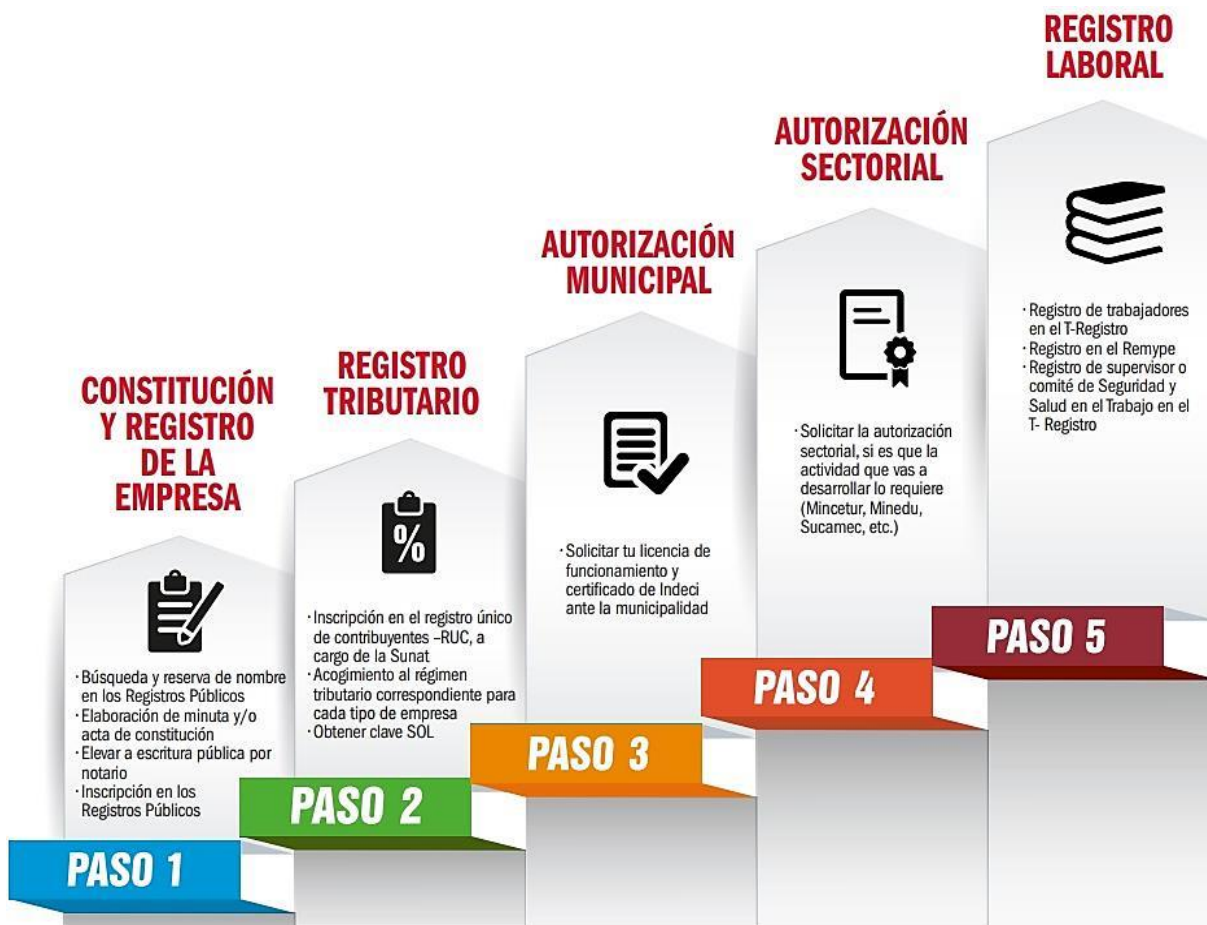 CONSTITUCIÓN
Y REGISTRO
DE LA
EMPRESA
· Búsqueda y reserva de nombre
en los Registros Públicos
· Elaboración de minuta y/o
acta de constitución
· Elevar a escritura pública por
notario
· Inscripción en los
Registros Públicos
PASO 1
REGISTRO
TRIBUTARIO
%
· Inscripción en el registro único
de contribuyentes –RUC, a
cargo de la Sunat
· Acogimiento al régimen
tributario correspondiente para
cada tipo de empresa
· Obtener clave SOL
PASO 2
AUTORIZACIÓN
MUNICIPAL
· Solicitar tu licencia de
funcionamiento y
certificado de Indeci
ante la municipalidad
PASO 3
AUTORIZACIÓN
SECTORIAL
· Solicitar la autorización
sectorial, si es que la
actividad que vas a
desarrollar lo requiere
(Mincetur, Minedu,
Sucamec, etc.)
PASO 4
REGISTRO
LABORAL
· Registro de trabajadores
en el T-Registro
· Registro en el Remype
· Registro de supervisor o
comité de Seguridad y
Salud en el Trabajo en el
T- Registro
PASO 5